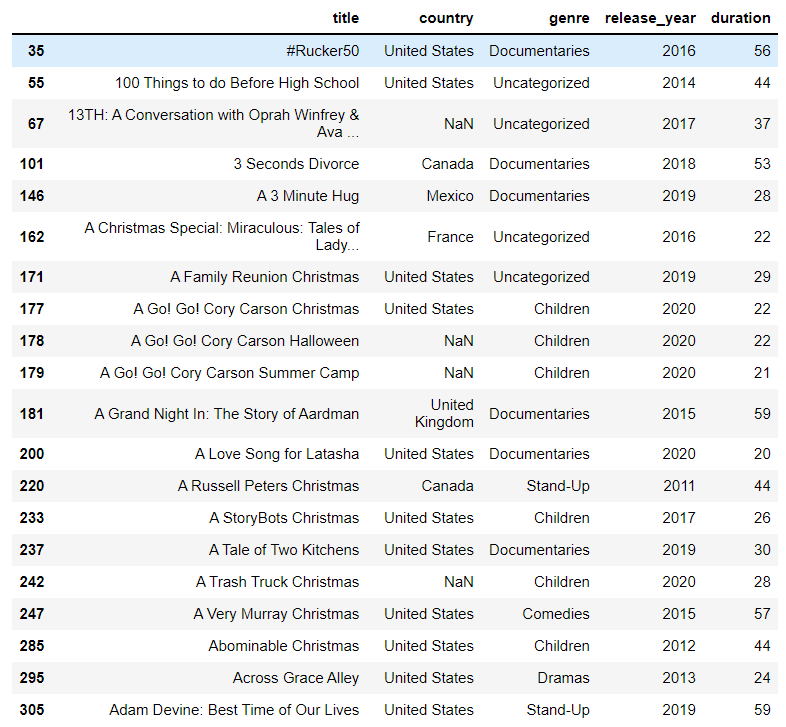 title country genre release_year duration
35 #Rucker50 United States Documentaries 2016 56
55 100 Things to do Before High School United States Uncategorized 2014 44
67 13TH: A Conversation with Oprah Winfrey &
Ava ... NaN Uncategorized 2017 37
101 3 Seconds Divorce Canada Documentaries 2018 53
146 A 3 Minute Hug Mexico Documentaries 2019 28
162 A Christmas Special: Miraculous: Tales of
Lady... France Uncategorized 2016 22
171 A Family Reunion Christmas United States Uncategorized 2019 29
177 A Go! Go! Cory Carson Christmas United States Children 2020 22
178 A Go! Go! Cory Carson Halloween NaN Children 2020 22
179 A Go! Go! Cory Carson Summer Camp NaN Children 2020 21
181 A Grand Night In: The Story of Aardman United
Kingdom Documentaries 2015 59
200 A Love Song for Latasha United States Documentaries 2020 20
220 A Russell Peters Christmas Canada Stand-Up 2011 44
233 A StoryBots Christmas United States Children 2017 26
237 A Tale of Two Kitchens United States Documentaries 2019 30
242 A Trash Truck Christmas NaN Children 2020 28
247 A Very Murray Christmas United States Comedies 2015 57
285 Abominable Christmas United States Children 2012 44
295 Across Grace Alley United States Dramas 2013 24
305 Adam Devine: Best Time of Our Lives United States Stand-Up 2019 59